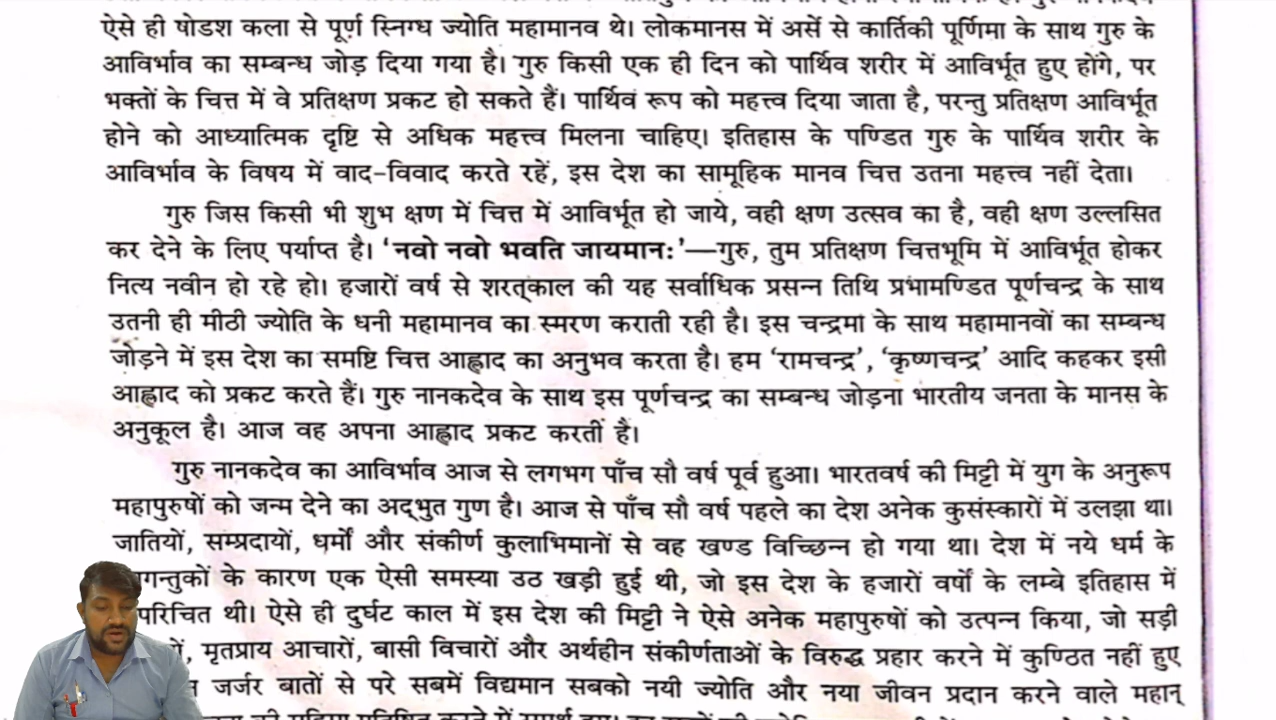 ऐसे ही षोडश कला से पूर्ण स्निग्ध ज्योति महामानव थे। लोकमानस में अर्से से कार्तिकी पूर्णिमा के साथ गुरु के
आविर्भाव का सम्बन्ध जोड़ दिया गया है। गुरु किसी एक ही दिन को पार्थिव शरीर में आविर्भूत हुए होंगे, पर
भक्तों के चित्त में वे प्रतिक्षण प्रकट हो सकते हैं। पार्थिव रूप को महत्त्व दिया जाता है, परन्तु प्रतिक्षण आविर्भूत
होने को आध्यात्मिक दृष्टि से अधिक महत्त्व मिलना चाहिए। इतिहास के पण्डित गुरु के पार्थिव शरीर के
आविर्भाव के विषय में वाद-विवाद करते रहें, इस देश का सामूहिक मानव चित्त उतना महत्त्व नहीं देता।
गुरु जिस किसी भी शुभ क्षण में चित्त में आविर्भूत हो जाये, वही क्षण उत्सव का है, वही क्षण उल्लसित
कर देने के लिए पर्याप्त है। ‘नवो नवो भवति जायमानः’—गुरु, तुम प्रतिक्षण चित्तभूमि में आविर्भूत होकर
नित्य नवीन हो रहे हो। हजारों वर्ष से शरत्काल की यह सर्वाधिक प्रसन्न तिथि प्रभामण्डित पूर्णचन्द्र के साथ
उतनी ही मीठी ज्योति के धनी महामानव का स्मरण कराती रही है। इस चन्द्रमा के साथ महामानवों का सम्बन्ध
जोड़ने में इस देश का समष्टि चित्त आह्लाद का अनुभव करता है। हम ‘रामचन्द्र’, ‘कृष्णचन्द्र’ आदि कहकर इसी
आह्लाद को प्रकट करते हैं। गुरु नानकदेव के साथ इस पूर्णचन्द्र का सम्बन्ध जोड़ना भारतीय जनता के मानस के
अनुकूल है। आज वह अपना आह्लाद प्रकट करती है।
गुरु नानकदेव का आविर्भाव आज से लगभग पाँच सौ वर्ष पूर्व हुआ। भारतवर्ष की मिट्टी में युग के अनुरूप
महापुरुषों को जन्म देने का अद्भुत गुण है। आज से पाँच सौ वर्ष पहले का देश अनेक कुसंस्कारों में उलझा था।
जातियों, सम्प्रदायों, धर्मों और संकीर्ण कुलाभिमानों से वह खण्ड विच्छिन्न हो गया था। देश में नये धर्म के
गन्तुकों के कारण एक ऐसी समस्या उठ खड़ी हुई थी, जो इस देश के हजारों वर्षों के लम्बे इतिहास में
परिचित थी। ऐसे ही दुर्घट काल में इस देश की मिट्टी ने ऐसे अनेक महापुरुषों को उत्पन्न किया, जो सड़ी
मृतप्राय आचारों, बासी विचारों और अर्थहीन संकीर्णताओं के विरुद्ध प्रहार करने में कुण्ठित नहीं हुए
जर्जर बातों से परे सबमें विद्यमान सबको नयी ज्योति और नया जीवन प्रदान करने वाले महान्